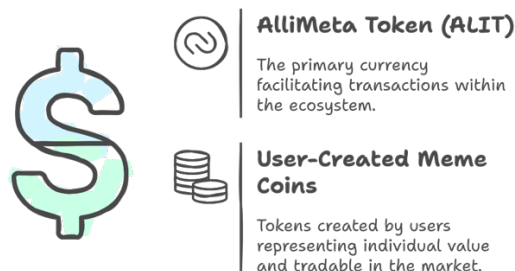 AlliMeta Token (ALIT)
The primary currency
facilitating transactions within
the ecosystem.
User-Created Meme
Coins
Tokens created by users
representing individual value
and tradable in the market.